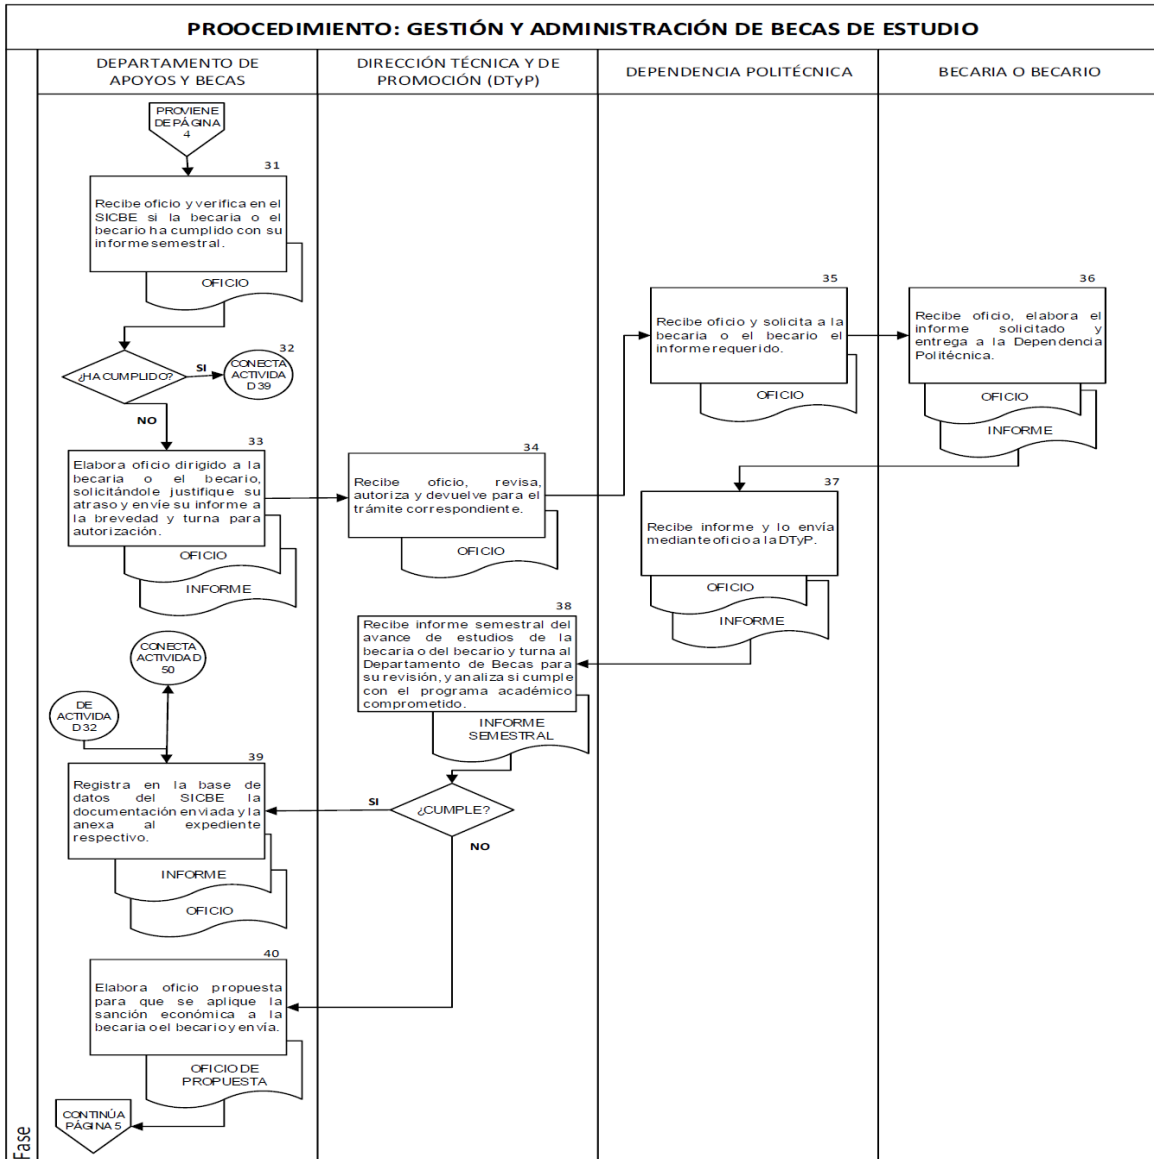 PROOCEDIMIENTO: GESTIÓN Y ADMINISTRACIÓN DE BECAS DE ESTUDIO
DEPARTAMENTO DE
APOYOS Y BECAS
DIRECCIÓN TÉCNICA Y DE
PROMOCIÓN (DTyP)
DEPENDENCIA POLITÉCNICA
BECARIA O BECARIO
PROVIENE
DE PÁGINA
4
31
Recibe oficio y verifica en el
SICBE si la becaria o el
becario ha cumplido con su
informe semestral.
OFICIO
¿HA CUMPLIDO?
SI
32
CONECTA
ACTIVIDA
D 39
NO
33
Elabora oficio dirigido a la
becaria o el becario,
solicitándole justifique su
atraso y envíe su informe a
la brevedad y turna para
autorización.
OFICIO
INFORME
34
Recibe oficio, revisa,
autoriza y devuelve para el
trámite correspondiente.
OFICIO
35
Recibe oficio y solicita a la
becaria o el becario el
informe requerido.
OFICIO
36
Recibe oficio, elabora el
informe solicitado y
entrega a la Dependencia
Politécnica.
OFICIO
INFORME
37
Recibe informe y lo envía
mediante oficio a la DTyP.
OFICIO
INFORME
38
Recibe informe semestral del
avance de estudios de la
becaria o del becario y turna al
Departamento de Becas para
su revisión, y analiza si cumple
con el programa académico
comprometido.
INFORME
SEMESTRAL
¿CUMPLE?
SI
NO
CONECTA
ACTIVIDAD
50
DE
ACTIVIDA
D 32
39
Registra en la base de
datos del SICBE la
documentación enviada y la
anexa al expediente
respectivo.
INFORME
OFICIO
40
Elabora oficio propuesta
para que se aplique la
sanción económica a la
becaria o el becario y envía.
OFICIO DE
PROPUESTA
CONTINÚA
PÁGINA 5
Fase